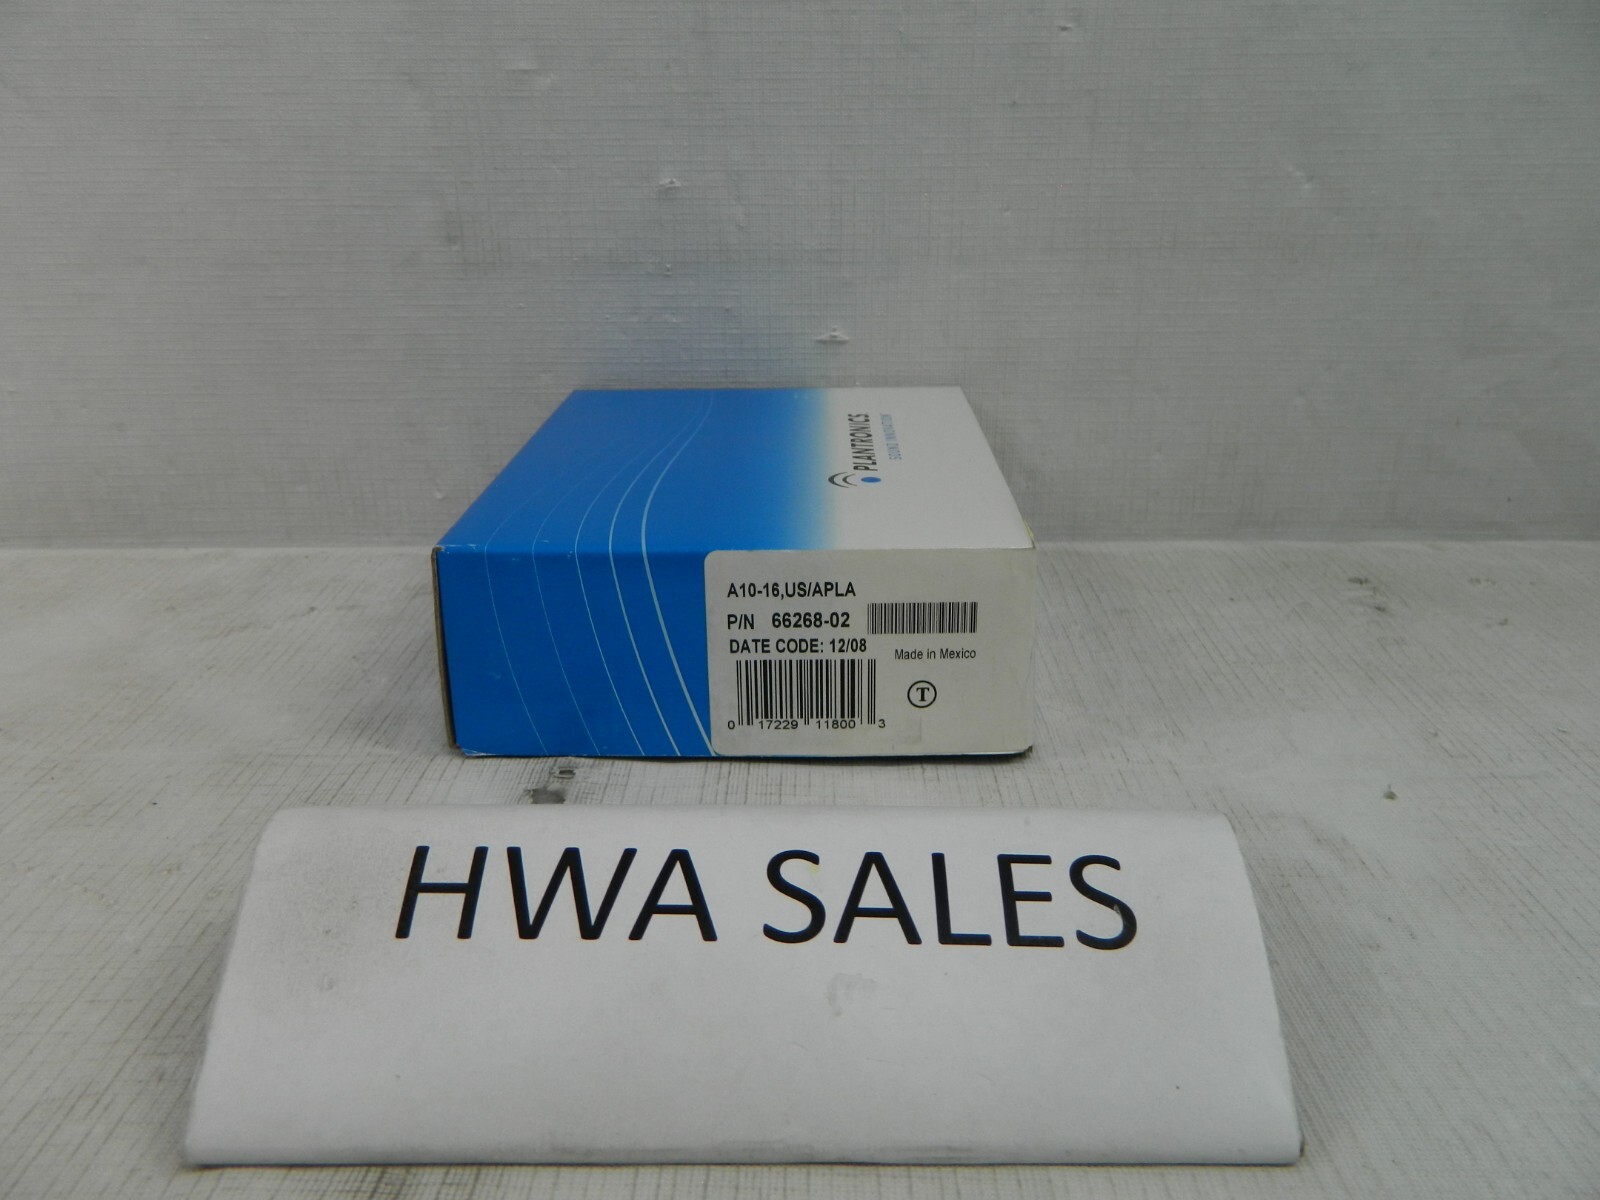 PLANTRONICS
SOUND INNOVATION
A10-16,US/APLA
P/N 66268-02
DATE CODE: 12/08
Made in Mexico
T
0 17229 11800 3
HWA SALES